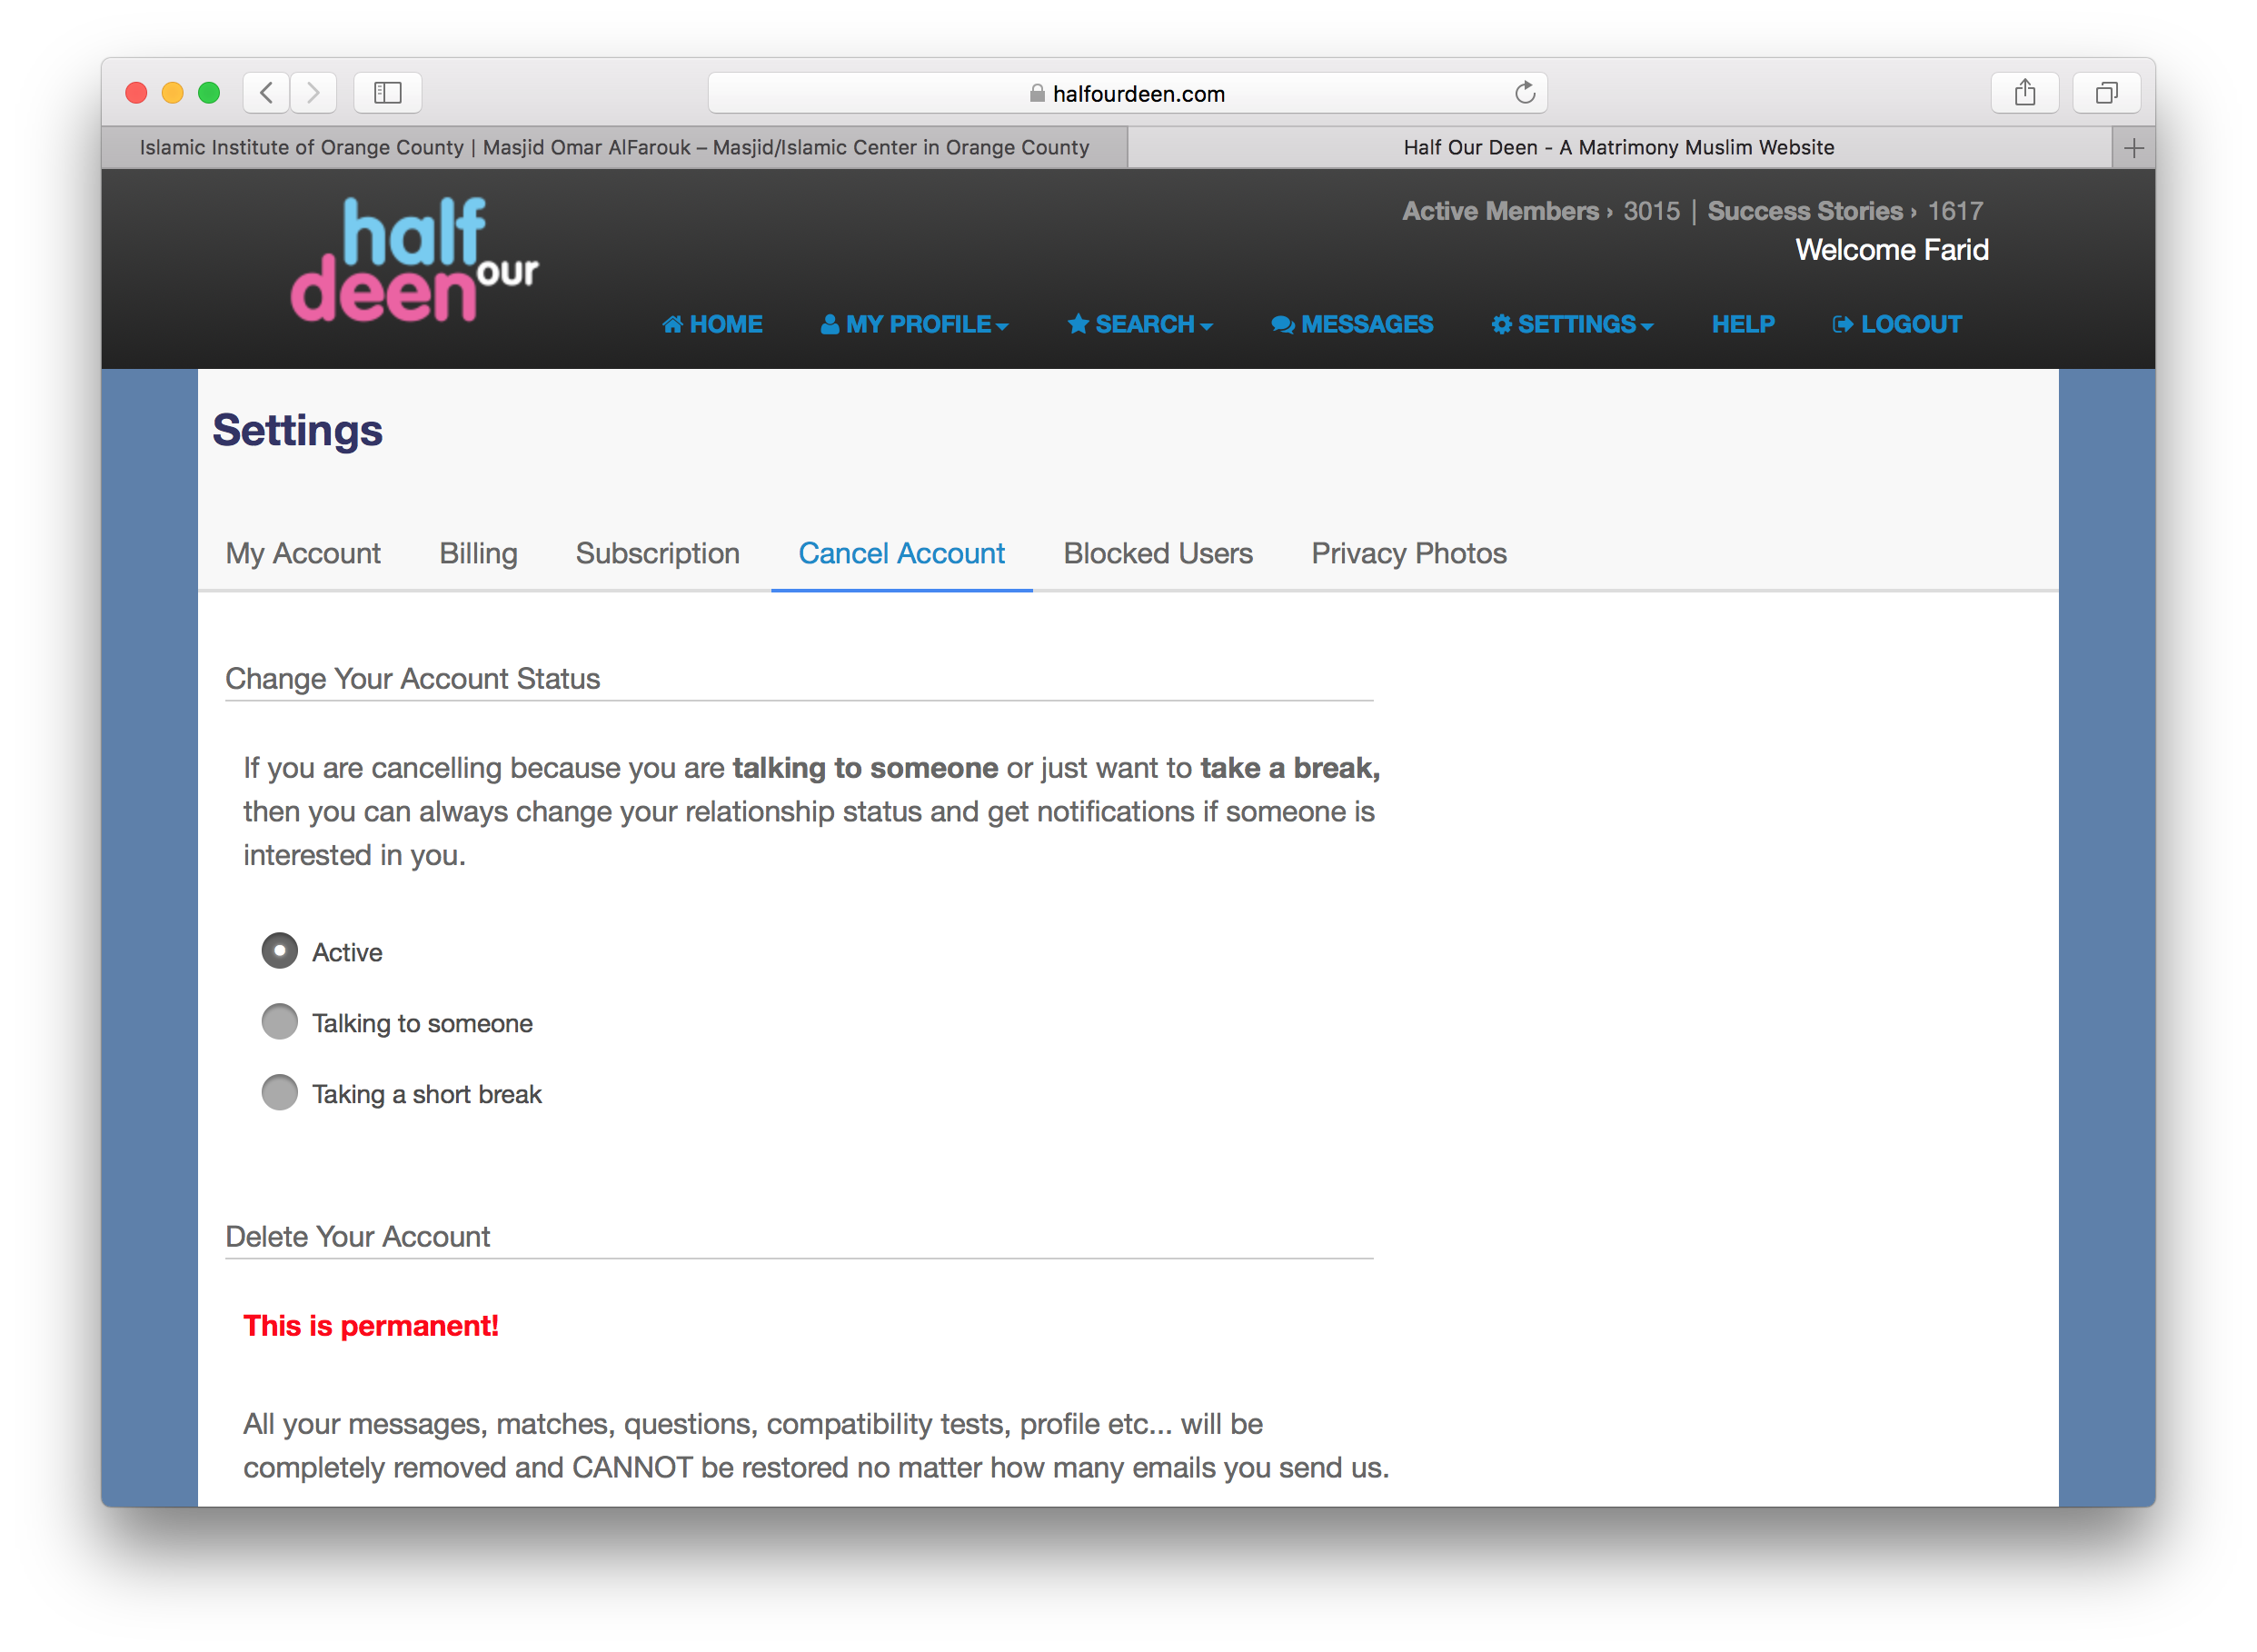 halfourdeen.com
Islamic Institute of Orange County | Masjid Omar AlFarouk – Masjid/Islamic Center in Orange County
Half Our Deen - A Matrimony Muslim Website
half
our
deen
Active Members › 3015 | Success Stories › 1617
Welcome Farid
HOME MY PROFILE SEARCH MESSAGES SETTINGS HELP LOGOUT
Settings
My Account Billing Subscription Cancel Account Blocked Users Privacy Photos
Change Your Account Status
If you are cancelling because you are talking to someone or just want to take a break,
then you can always change your relationship status and get notifications if someone is
interested in you.
Active
Talking to someone
Taking a short break
Delete Your Account
This is permanent!
All your messages, matches, questions, compatibility tests, profile etc... will be
completely removed and CANNOT be restored no matter how many emails you send us.